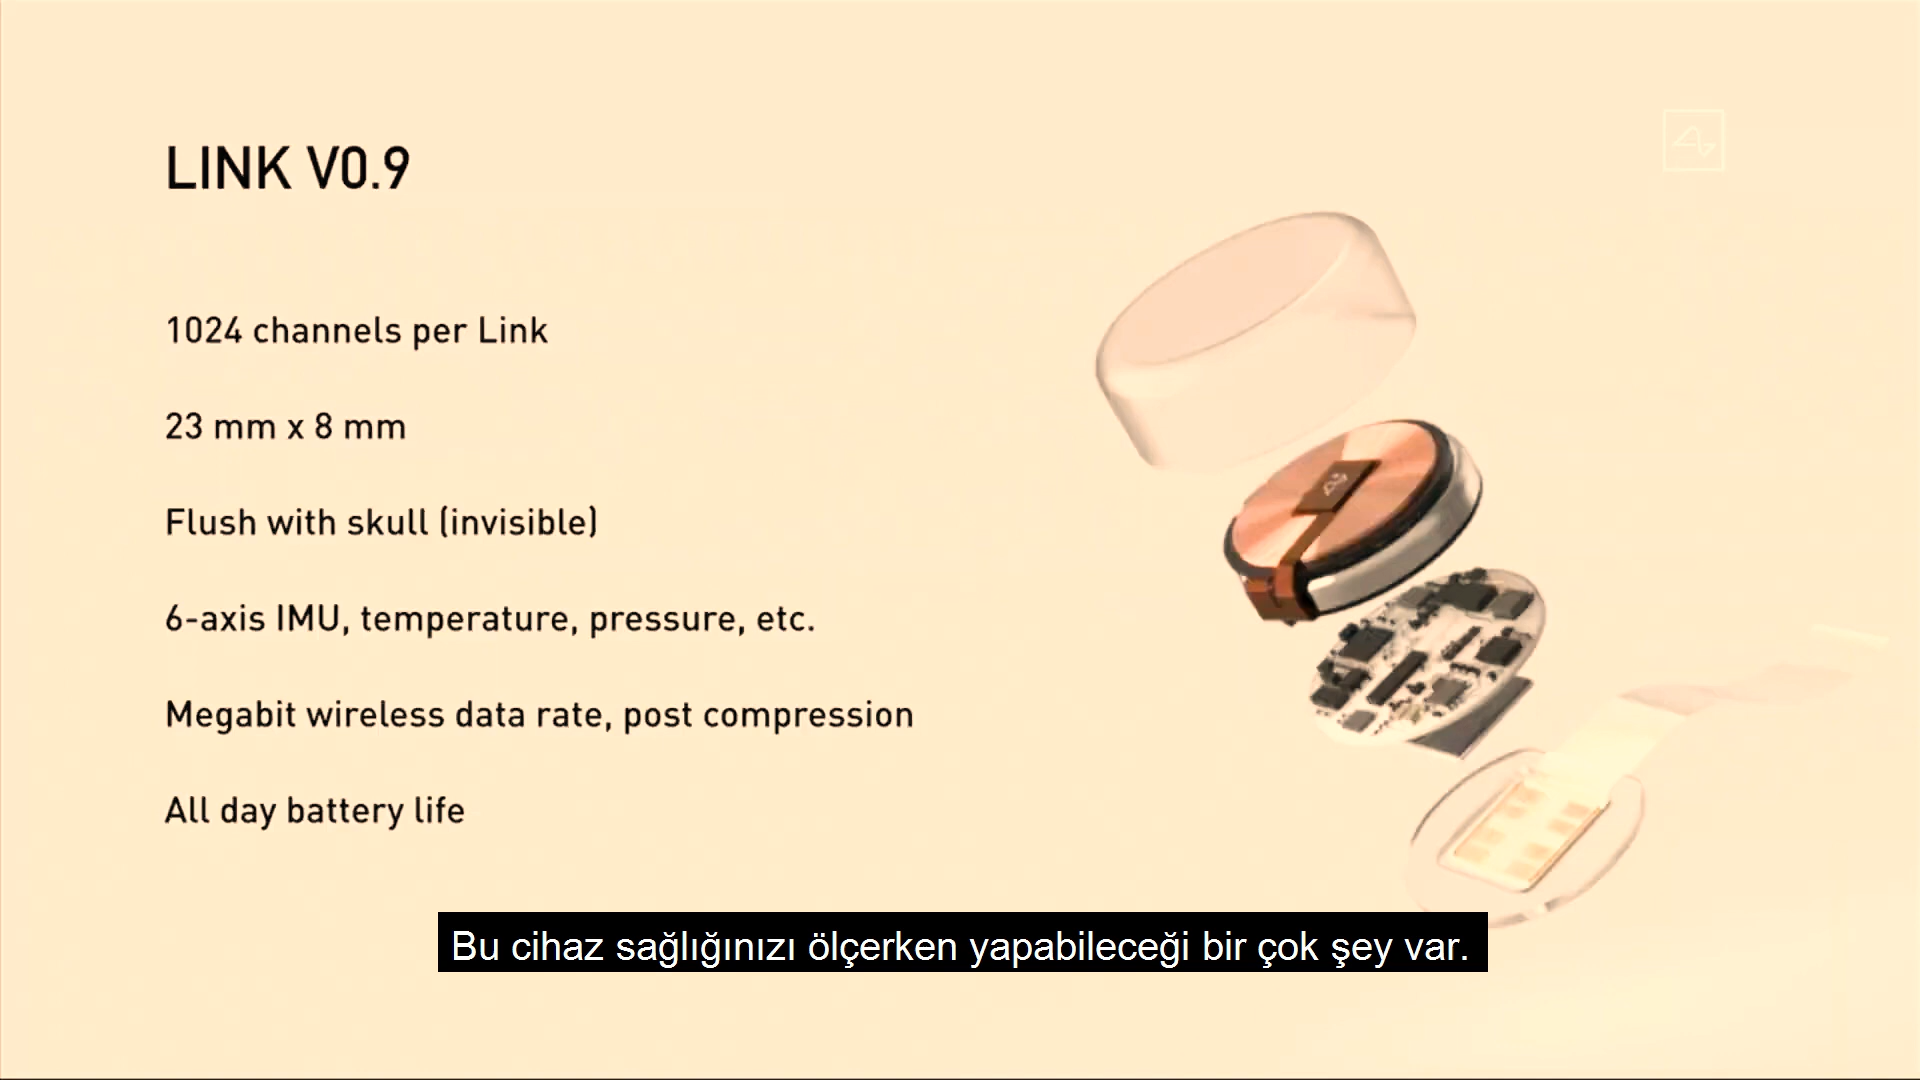 LINK V0.9
1024 channels per Link
23 mm x 8 mm
Flush with skull (invisible)
6-axis IMU, temperature, pressure, etc.
Megabit wireless data rate, post compression
All day battery life
Bu cihaz sağlığınızı ölçerken yapabileceği bir çok şey var.